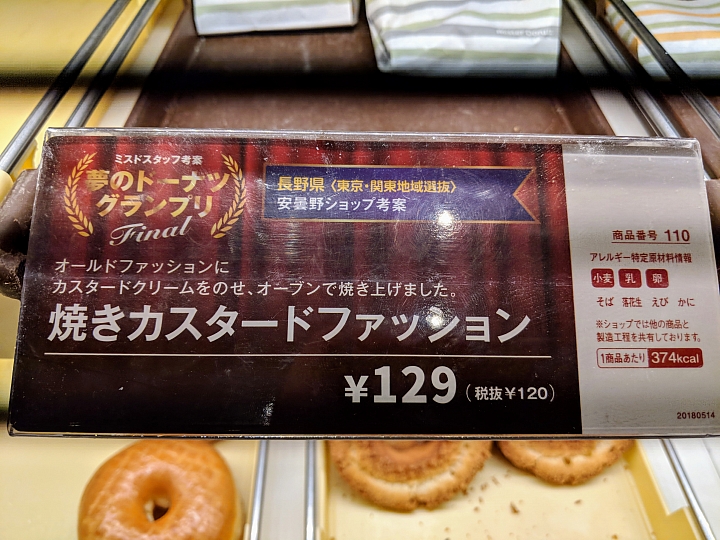 ミスドスタッフ考案
夢のドーナツ
グランプリ
Final
長野県〈東京・関東地域選抜〉
安曇野ショップ考案
オールドファッションに
カスタードクリームをのせ、オーブンで焼き上げました。
焼きカスタードファッション
¥129(税抜¥120)
商品番号 110
アレルギー特定原材料情報
小麦 乳 卵
そば 落花生 えび かに
※ショップでは他の商品と
製造工程を共有しております。
1商品あたり 374kcal
20180514